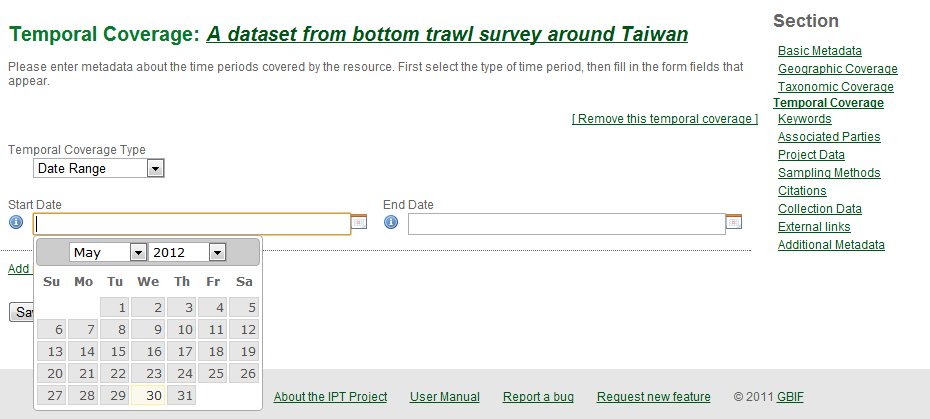 Temporal Coverage: A dataset from bottom trawl survey around Taiwan
Please enter metadata about the time periods covered by the resource. First select the type of time period, then fill in the form fields that
appear.
[ Remove this temporal coverage ]
Temporal Coverage Type
Date Range
Start Date
End Date
May 2012
Su Mo Tu We Th Fr Sa
1 2 3 4 5
6 7 8 9 10 11 12
13 14 15 16 17 18 19
20 21 22 23 24 25 26
27 28 29 30 31
Add
Section
Basic Metadata
Geographic Coverage
Taxonomic Coverage
Temporal Coverage
Keywords
Associated Parties
Project Data
Sampling Methods
Citations
Collection Data
External links
Additional Metadata
About the IPT Project User Manual Report a bug Request new feature © 2011 GBIF